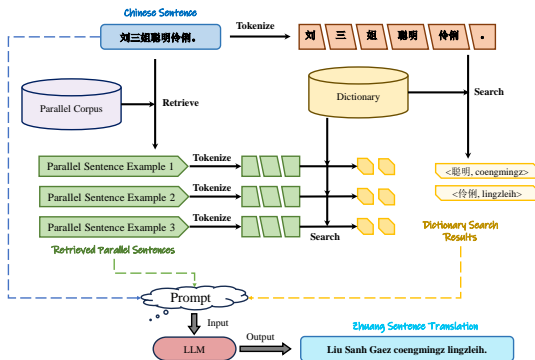 Chinese Sentence
刘三姐聪明伶俐。
Tokenize
刘 三 姐 聪明 伶俐 。
Parallel Corpus
Retrieve
Dictionary
Search
Parallel Sentence Example 1
Tokenize
<聪明, coengmingz>
Parallel Sentence Example 2
Tokenize
<伶俐, lingzleih>
Parallel Sentence Example 3
Tokenize
Search
Retrieved Parallel Sentences
Dictionary Search
Results
Prompt
Input
LLM
Output
Zhuang Sentence Translation
Liu Sanh Gaez coengmingz lingzleih.